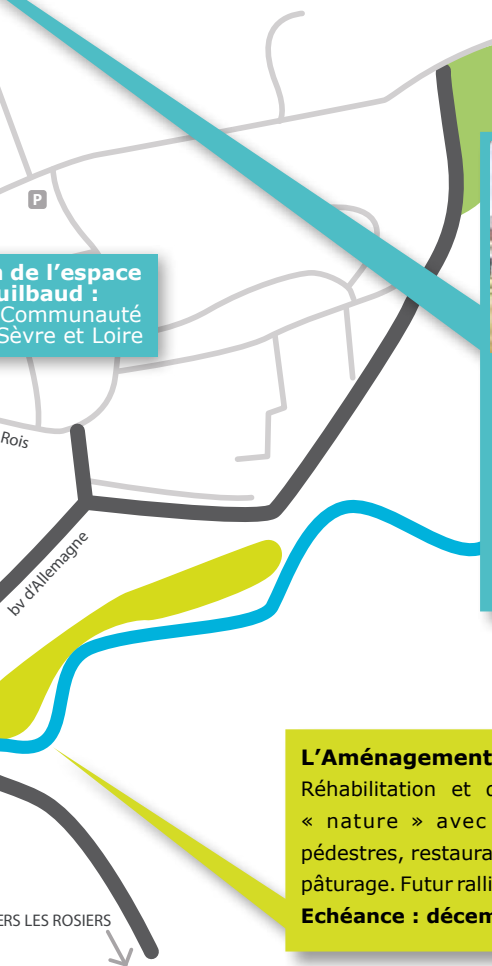 P
de l'espace
uilbaud :
Communauté
Sèvre et Loire
Rois
bv d'Allemagne
L'Aménagement
Réhabilitation et
« nature » avec
pédestres, restaura
pâturage. Futur ralli
Echéance : décem
ERS LES ROSIERS